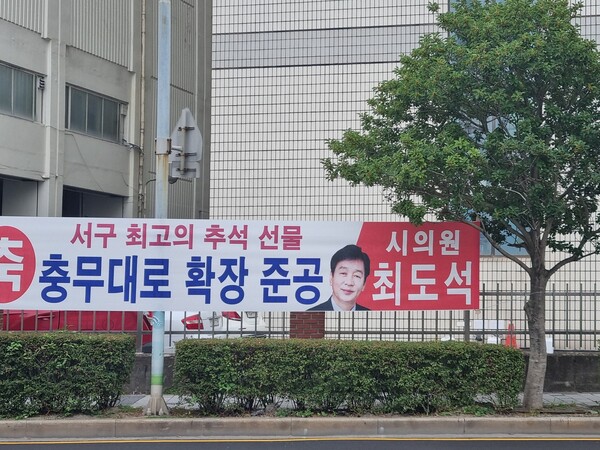 축
서구 최고의 추석 선물
충무대로 확장 준공
시의원
최도석